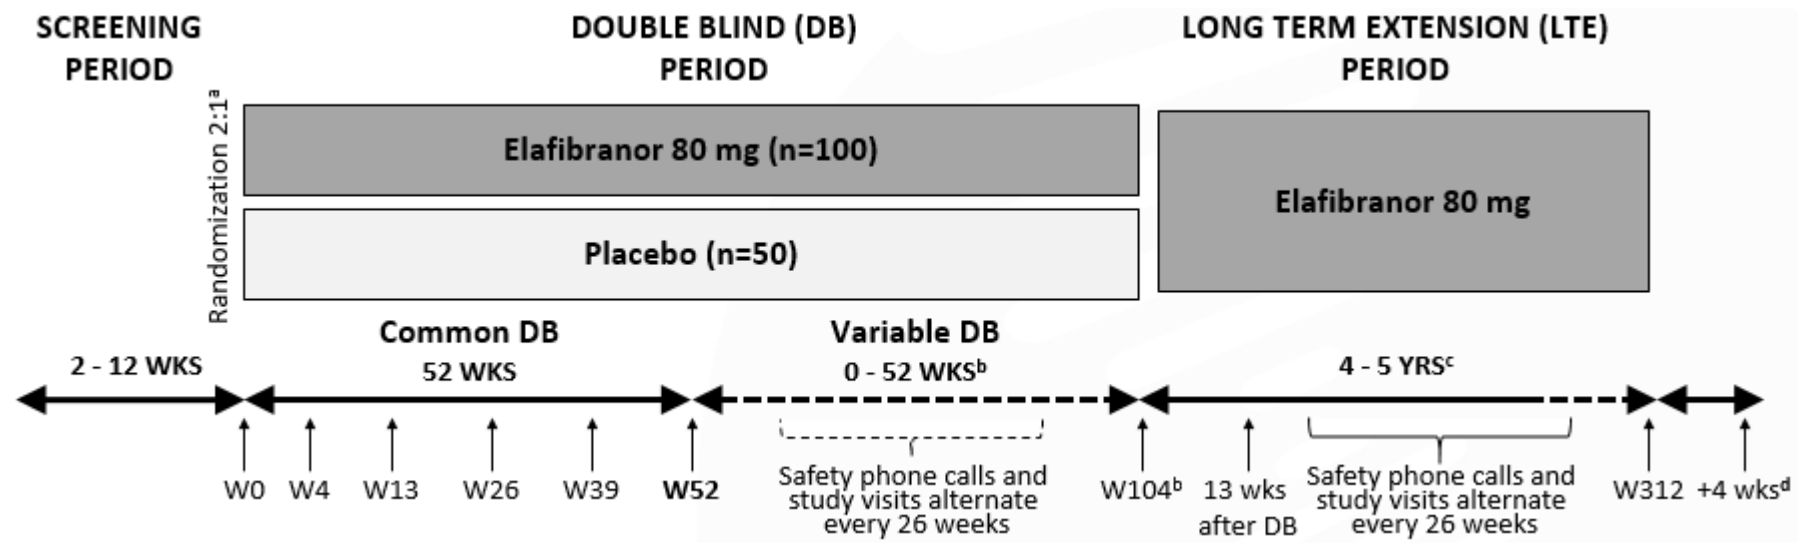 SCREENING
PERIOD
DOUBLE BLIND (DB)
PERIOD
LONG TERM EXTENSION (LTE)
PERIOD
Randomization 2:1ᵃ
Elafibranor 80 mg (n=100)
Placebo (n=50)
Elafibranor 80 mg
2 - 12 WKS
Common DB
52 WKS
Variable DB
0 - 52 WKSᵇ
4 - 5 YRSᶜ
W0
W4
W13
W26
W39
W52
Safety phone calls and
study visits alternate
every 26 weeks
W104ᵇ
13 wks
after DB
Safety phone calls and
study visits alternate
every 26 weeks
W312
+4 wksᵈ